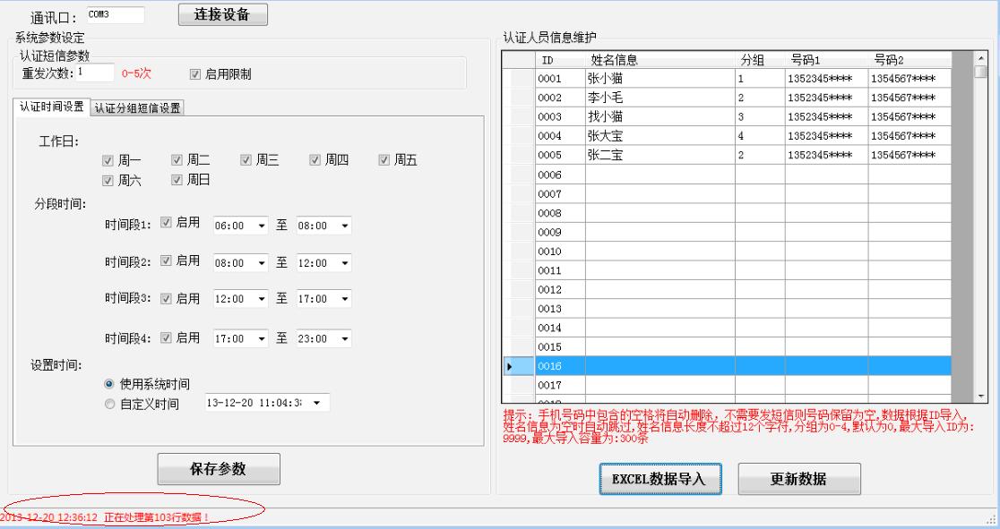 通讯口: COM3 连接设备
系统参数设定
认证短信参数
重发次数: 1 0-5次 启用限制
认证时间设置 认证分组短信设置
工作日:
周一 周二 周三 周四 周五
周六 周日
分段时间:
时间段1: 启用 06:00 至 08:00
时间段2: 启用 08:00 至 12:00
时间段3: 启用 12:00 至 17:00
时间段4: 启用 17:00 至 23:00
设置时间:
使用系统时间
自定义时间 13-12-20 11:04:3
保存参数
认证人员信息维护
ID 姓名信息 分组 号码1 号码2
0001 张小猫 1 1352345**** 1354567****
0002 李小毛 2 1352345**** 1354567****
0003 找小猫 3 1352345**** 1354567****
0004 张大宝 4 1352345**** 1354567****
0005 张二宝 2 1352345**** 1354567****
0006
0007
0008
0009
0010
0011
0012
0013
0014
0015
0016
0017
0018
提示: 手机号码中包含的空格将自动删除, 不需要发短信则号码保留为空,数据根据ID导入,
姓名信息为空时自动跳过,姓名信息长度不超过12个字符,分组为0-4,默认为0,最大导入ID为:
9999,最大导入容量为:300条
EXCEL数据导入 更新数据
2013-12-20 12:36:12 正在处理第103行数据！